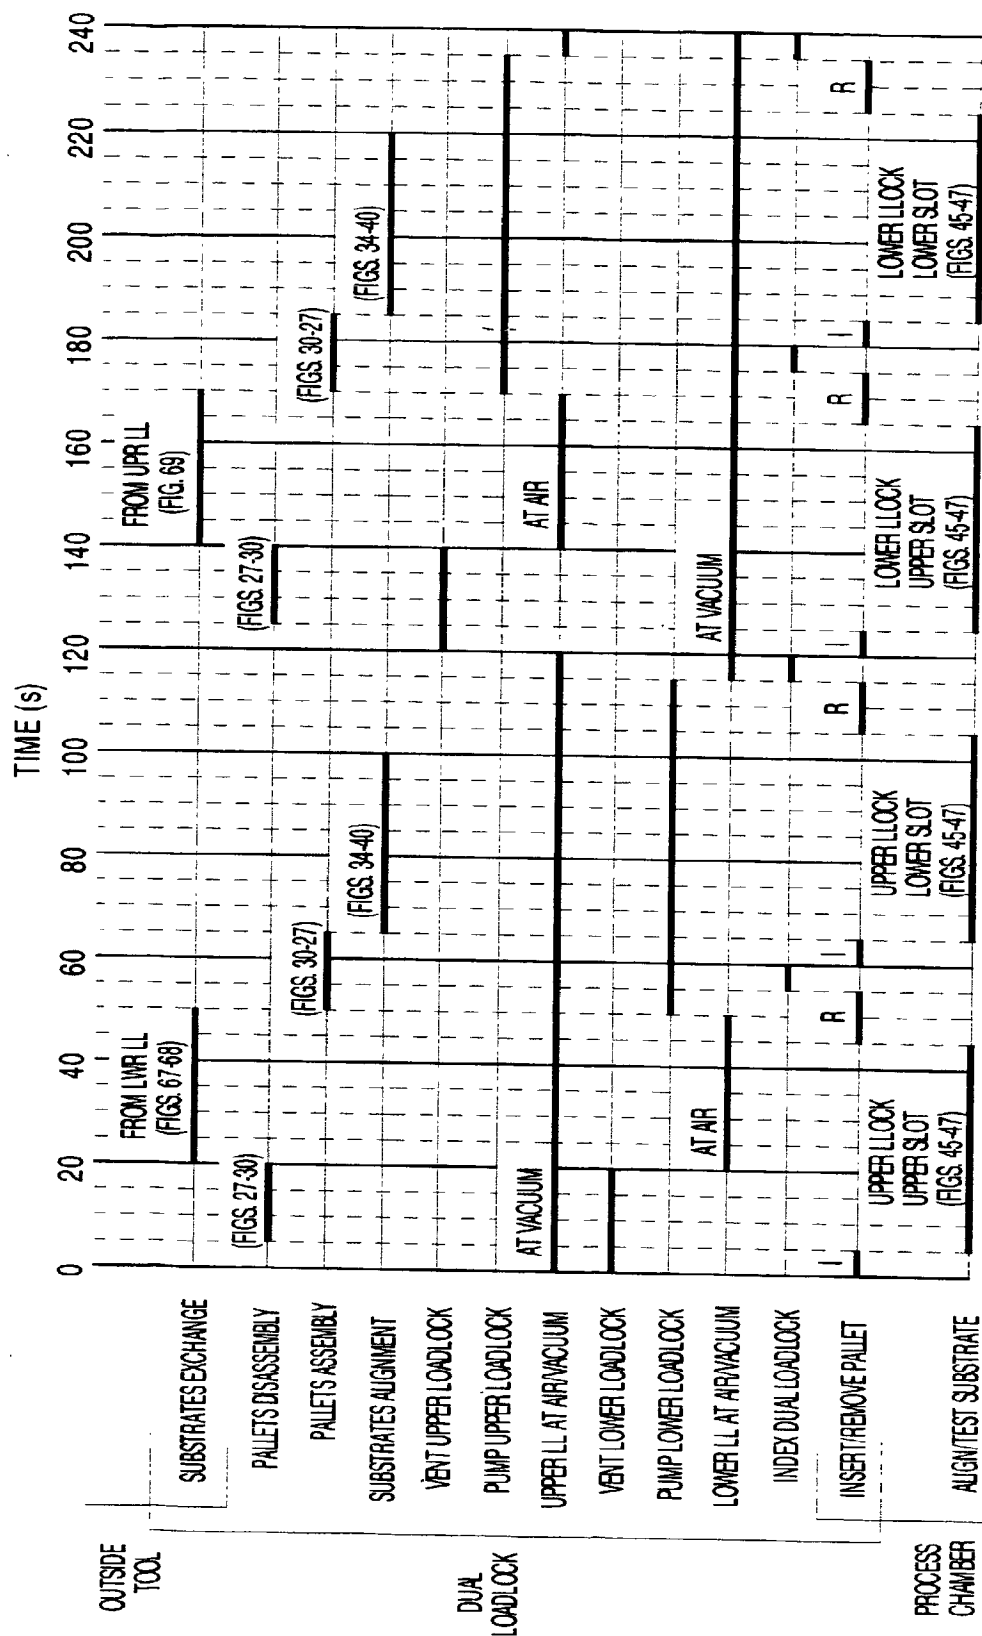 TIME (s)
0 20 40 60 80 100 120 140 160 180 200 220 240
OUTSIDE
TOOL
SUBSTRATES EXCHANGE
FROM LWR LL
(FIGS. 67-68)
FROM UPR LL
(FIG. 69)
DUAL
LOADLOCK
PALLETS DISASSEMBLY
(FIGS. 27-30)
(FIGS. 27-30)
PALLETS ASSEMBLY
(FIGS. 30-27)
(FIGS. 30-27)
SUBSTRATES ALIGNMENT
(FIGS. 34-40)
(FIGS. 34-40)
VENT UPPER LOADLOCK
PUMP UPPER LOADLOCK
UPPER LL AT AIR/VACUUM
AT VACUUM
AT AIR
VENT LOWER LOADLOCK
PUMP LOWER LOADLOCK
LOWER LL AT AIR/VACUUM
AT AIR
AT VACUUM
INDEX DUAL LOADLOCK
INSERT/REMOVE PALLET
I R I R I R I R
PROCESS
CHAMBER
ALIGN/TEST SUBSTRATE
UPPER LLOCK
UPPER SLOT
(FIGS. 45-47)
UPPER LLOCK
LOWER SLOT
(FIGS. 45-47)
LOWER LLOCK
UPPER SLOT
(FIGS. 45-47)
LOWER LLOCK
LOWER SLOT
(FIGS. 45-47)